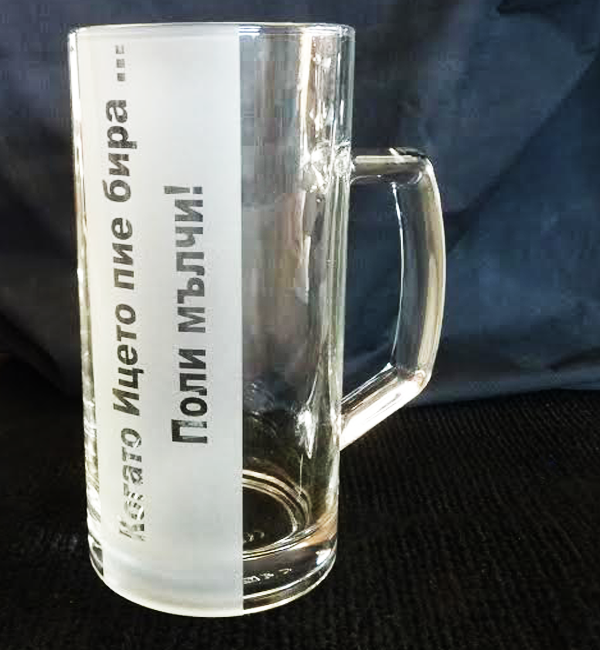 Когато Ицето пие бира ...
Поли мълчи!